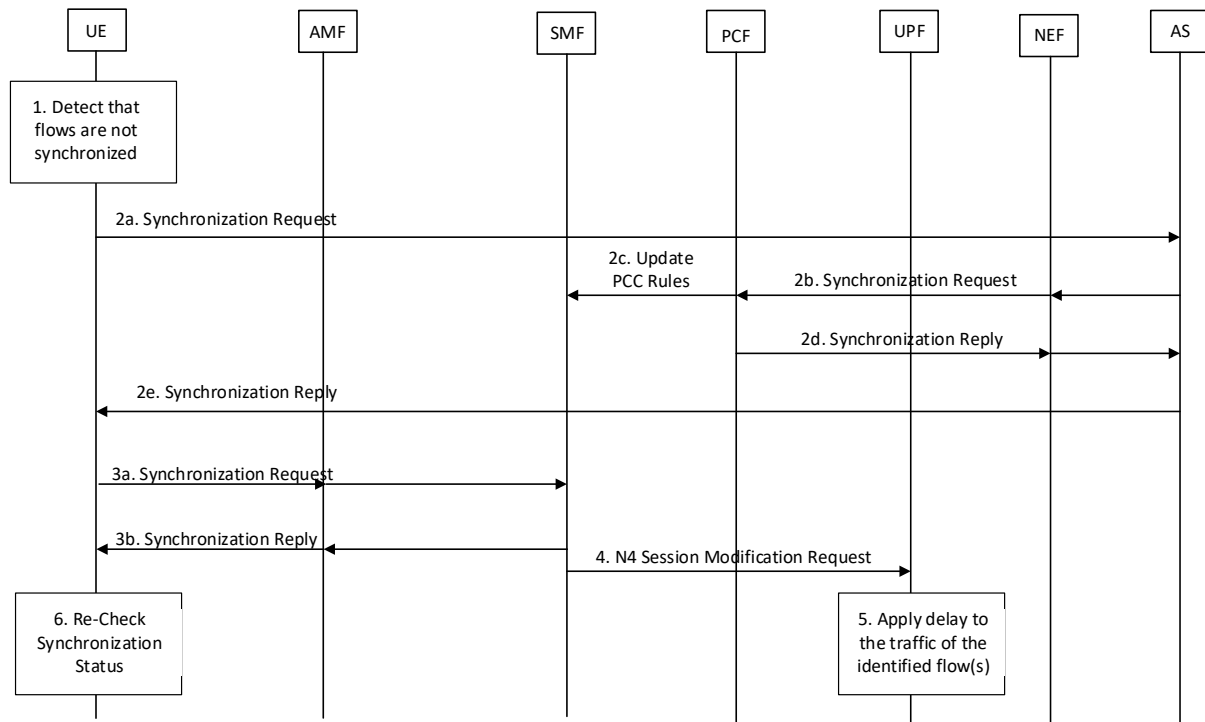 UE
AMF
SMF
PCF
UPF
NEF
AS
1. Detect that
flows are not
synchronized
2a. Synchronization Request
2c. Update
PCC Rules
2b. Synchronization Request
2d. Synchronization Reply
2e. Synchronization Reply
3a. Synchronization Request
3b. Synchronization Reply
4. N4 Session Modification Request
6. Re-Check
Synchronization
Status
5. Apply delay to
the traffic of the
identified flow(s)